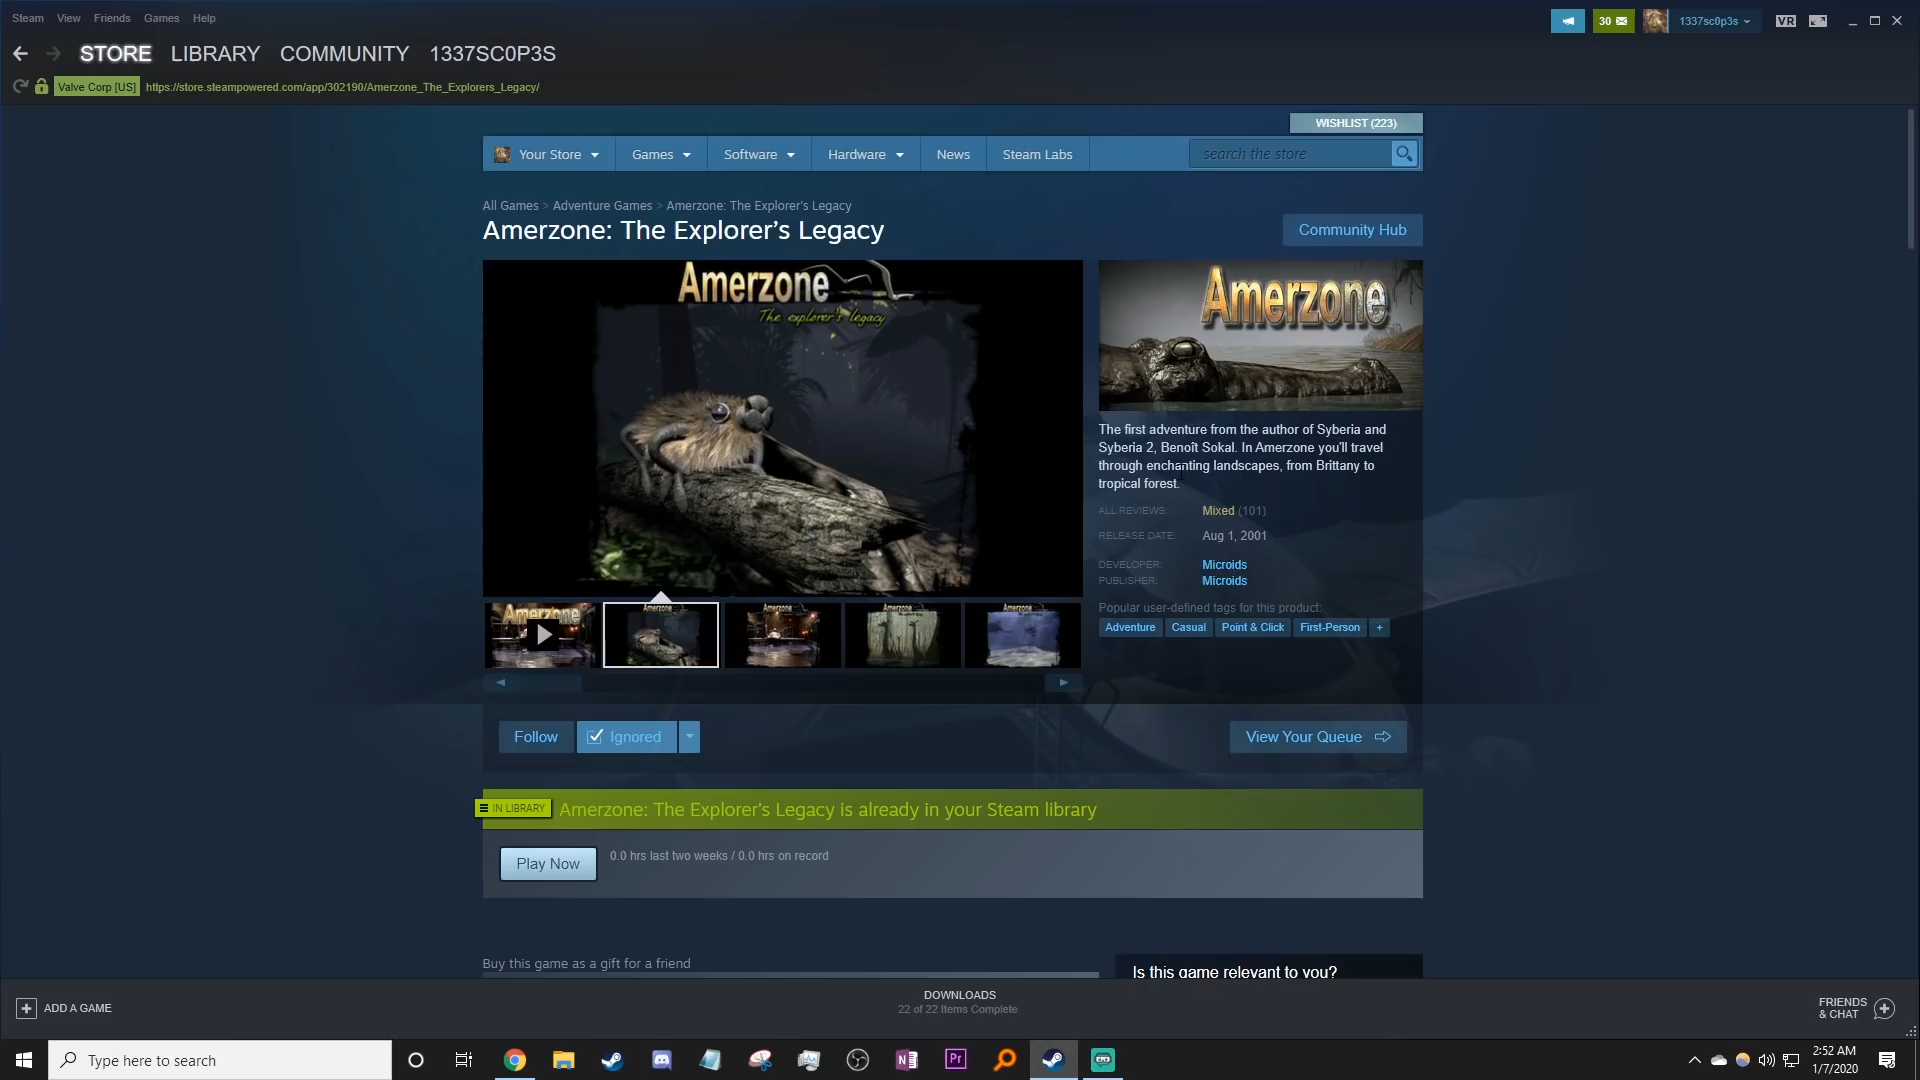 Steam View Friends Games Help
30
1337sc0p3s
VR
STORE LIBRARY COMMUNITY 1337SC0P3S
Valve Corp [US] https://store.steampowered.com/app/302190/Amerzone_The_Explorers_Legacy/
WISHLIST (223)
Your Store Games Software Hardware News Steam Labs search the store
All Games > Adventure Games > Amerzone: The Explorer's Legacy
Amerzone: The Explorer's Legacy
Community Hub
Amerzone
The explorer's legacy
Amerzone
The first adventure from the author of Syberia and
Syberia 2, Benoît Sokal. In Amerzone you'll travel
through enchanting landscapes, from Brittany to
tropical forest.
ALL REVIEWS: Mixed (101)
RELEASE DATE: Aug 1, 2001
DEVELOPER: Microids
PUBLISHER: Microids
Popular user-defined tags for this product:
Adventure Casual Point & Click First-Person +
Amerzone Amerzone Amerzone Amerzone Amerzone
Follow Ignored View Your Queue
IN LIBRARY Amerzone: The Explorer's Legacy is already in your Steam library
Play Now 0.0 hrs last two weeks / 0.0 hrs on record
Buy this game as a gift for a friend
Is this game relevant to you?
ADD A GAME
DOWNLOADS
22 of 22 Items Complete
FRIENDS
& CHAT
Type here to search
N
Pr
2:52 AM
1/7/2020